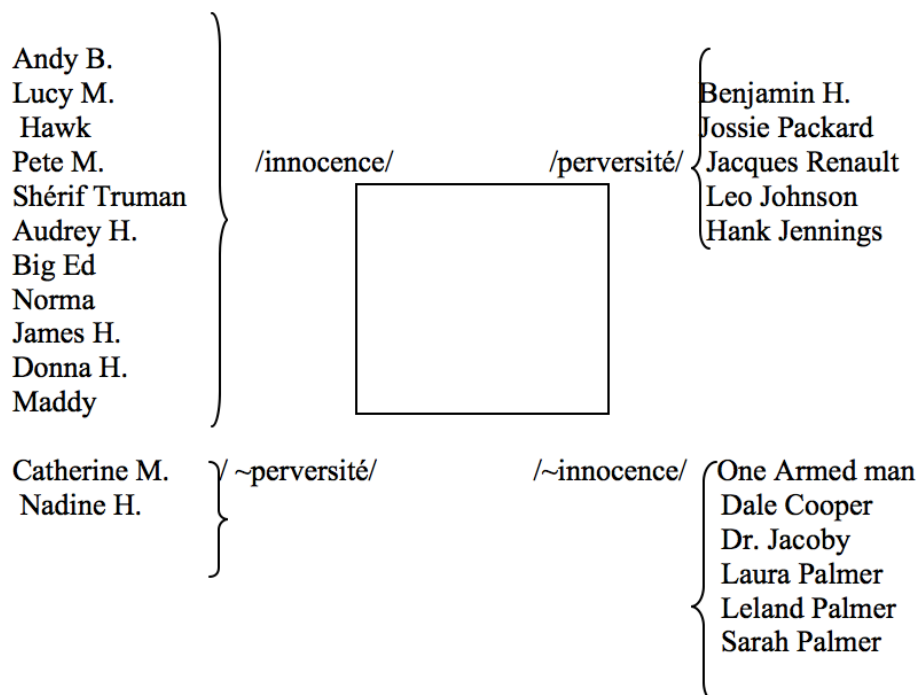 Andy B.
Lucy M.
Hawk
Pete M.
Shérif Truman
Audrey H.
Big Ed
Norma
James H.
Donna H.
Maddy
/innocence/
/perversité/
Benjamin H.
Jossie Packard
Jacques Renault
Leo Johnson
Hank Jennings
Catherine M.
Nadine H.
/ ~perversité/
/~innocence/
One Armed man
Dale Cooper
Dr. Jacoby
Laura Palmer
Leland Palmer
Sarah Palmer